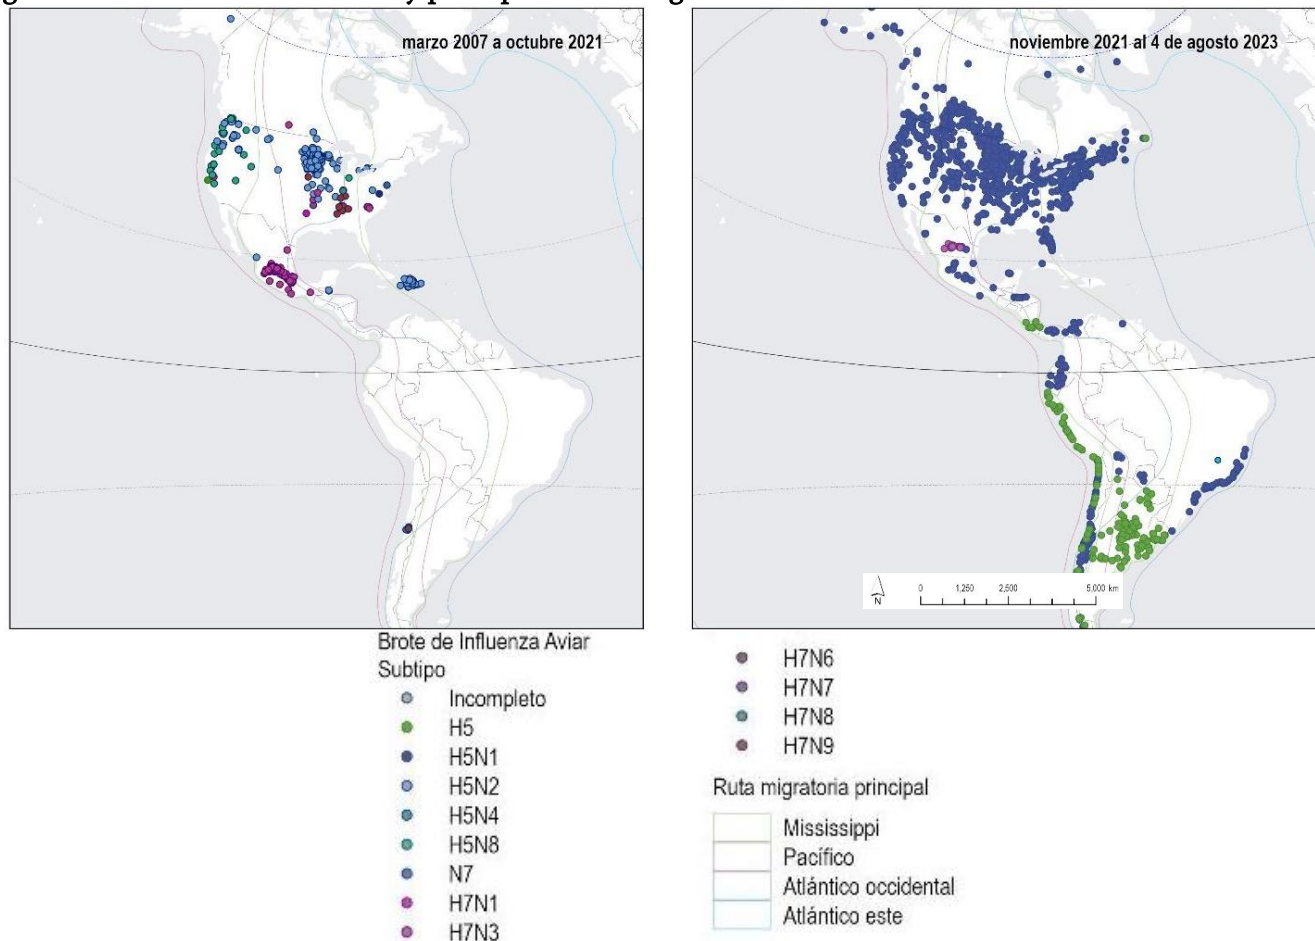 marzo 2007 a octubre 2021
noviembre 2021 al 4 de agosto 2023
N
0 1,250 2,500 5,000 km
Brote de Influenza Aviar
Subtipo
Incompleto
H5
H5N1
H5N2
H5N4
H5N8
N7
H7N1
H7N3
H7N6
H7N7
H7N8
H7N9
Ruta migratoria principal
Mississippi
Pacífico
Atlántico occidental
Atlántico este